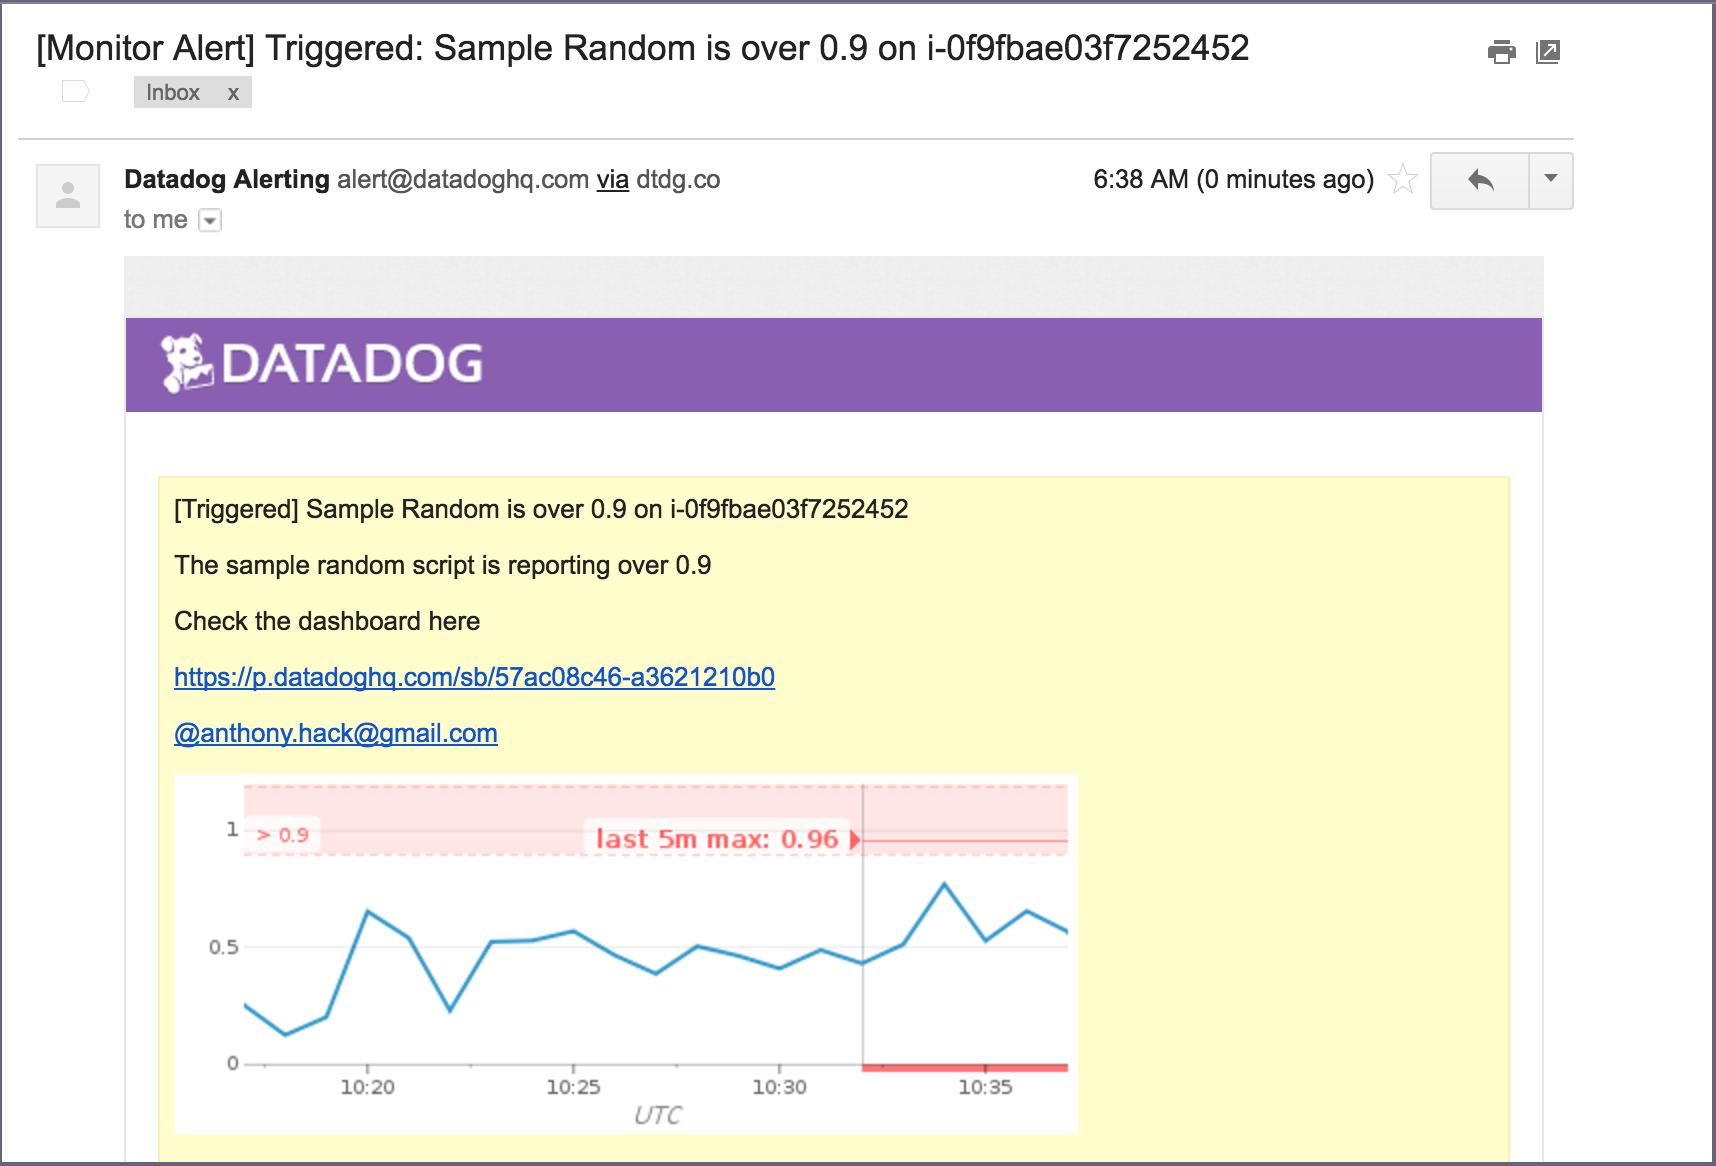 [Monitor Alert] Triggered: Sample Random is over 0.9 on i-0f9fbae03f7252452
Inbox x
Datadog Alerting alert@datadoghq.com via dtdg.co
6:38 AM (0 minutes ago)
to me
DATADOG
[Triggered] Sample Random is over 0.9 on i-0f9fbae03f7252452
The sample random script is reporting over 0.9
Check the dashboard here
https://p.datadoghq.com/sb/57ac08c46-a3621210b0
@anthony.hack@gmail.com
1
> 0.9
last 5m max: 0.96
0.5
0
10:20 10:25 10:30 10:35
UTC